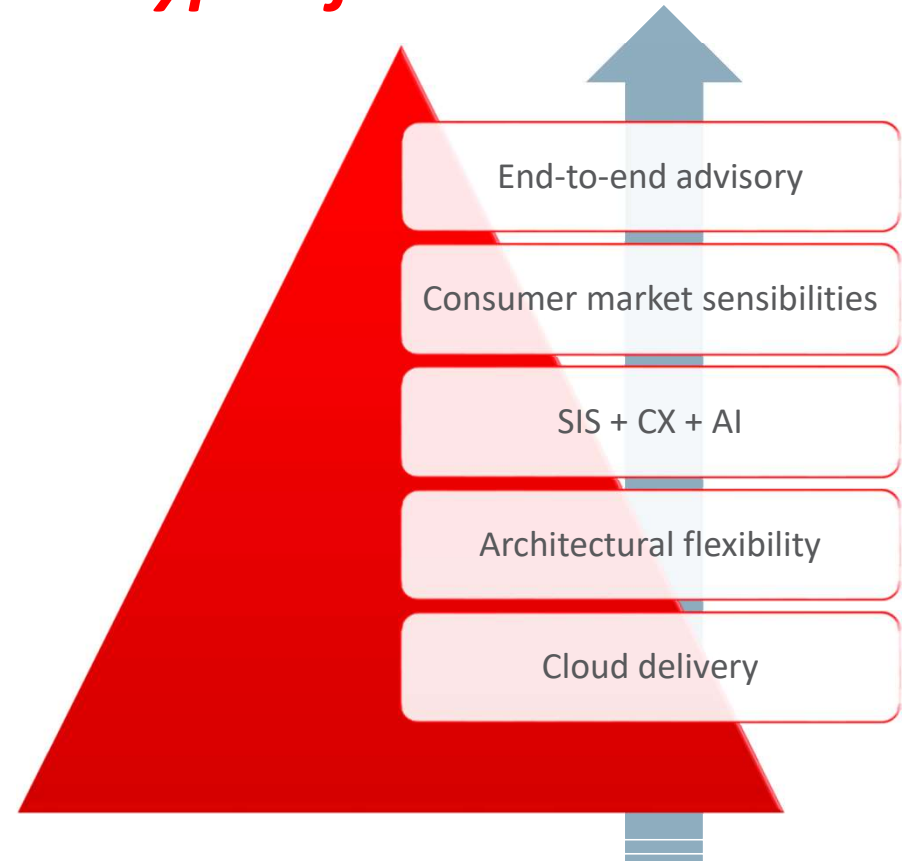 End-to-end advisory
Consumer market sensibilities
SIS + CX + AI
Architectural flexibility
Cloud delivery